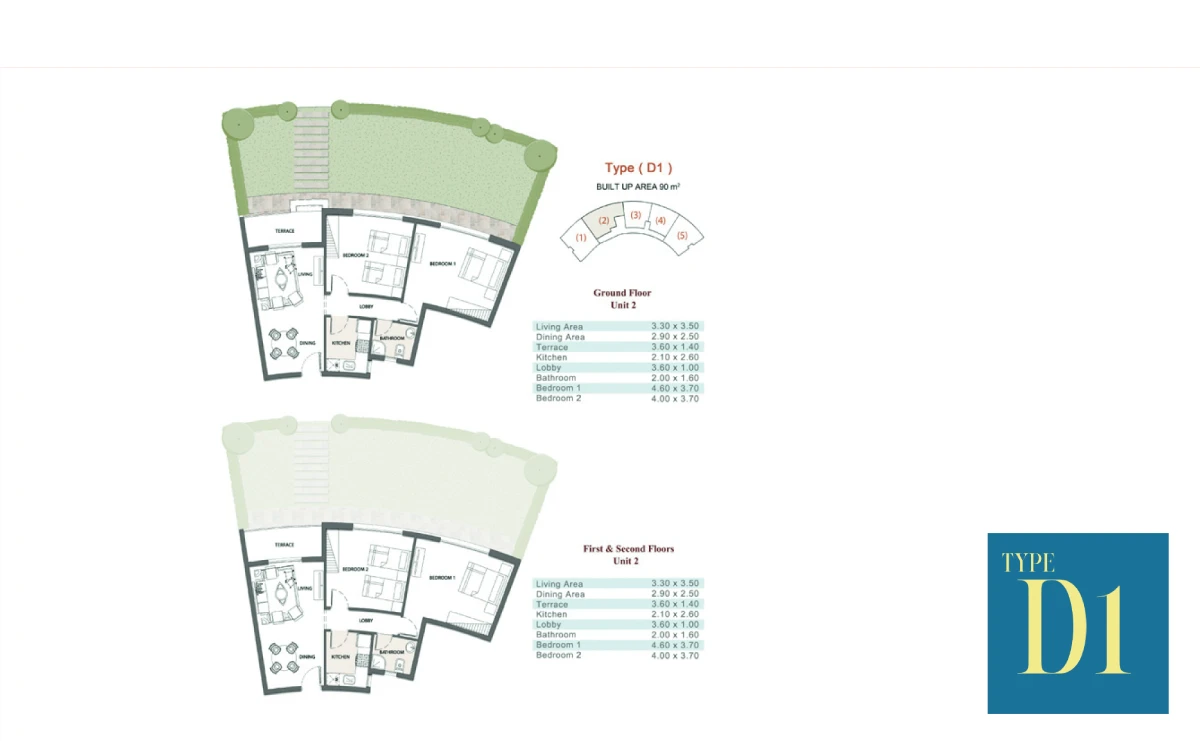 Type ( D1 )
BUILT UP AREA 90 m²
(1)
(2)
(3)
(4)
(5)
TERRACE
BEDROOM 2
BEDROOM 1
LIVING
LOBBY
DINING
KITCHEN
BATHROOM
Ground Floor
Unit 2
Living Area 3.30 x 3.50
Dining Area 2.90 x 2.50
Terrace 3.60 x 1.40
Kitchen 2.10 x 2.60
Lobby 3.60 x 1.00
Bathroom 2.00 x 1.60
Bedroom 1 4.60 x 3.70
Bedroom 2 4.00 x 3.70
TERRACE
BEDROOM 2
BEDROOM 1
LIVING
LOBBY
DINING
KITCHEN
BATHROOM
First & Second Floors
Unit 2
Living Area 3.30 x 3.50
Dining Area 2.90 x 2.50
Terrace 3.60 x 1.40
Kitchen 2.10 x 2.60
Lobby 3.60 x 1.00
Bathroom 2.00 x 1.60
Bedroom 1 4.60 x 3.70
Bedroom 2 4.00 x 3.70
TYPE
D1